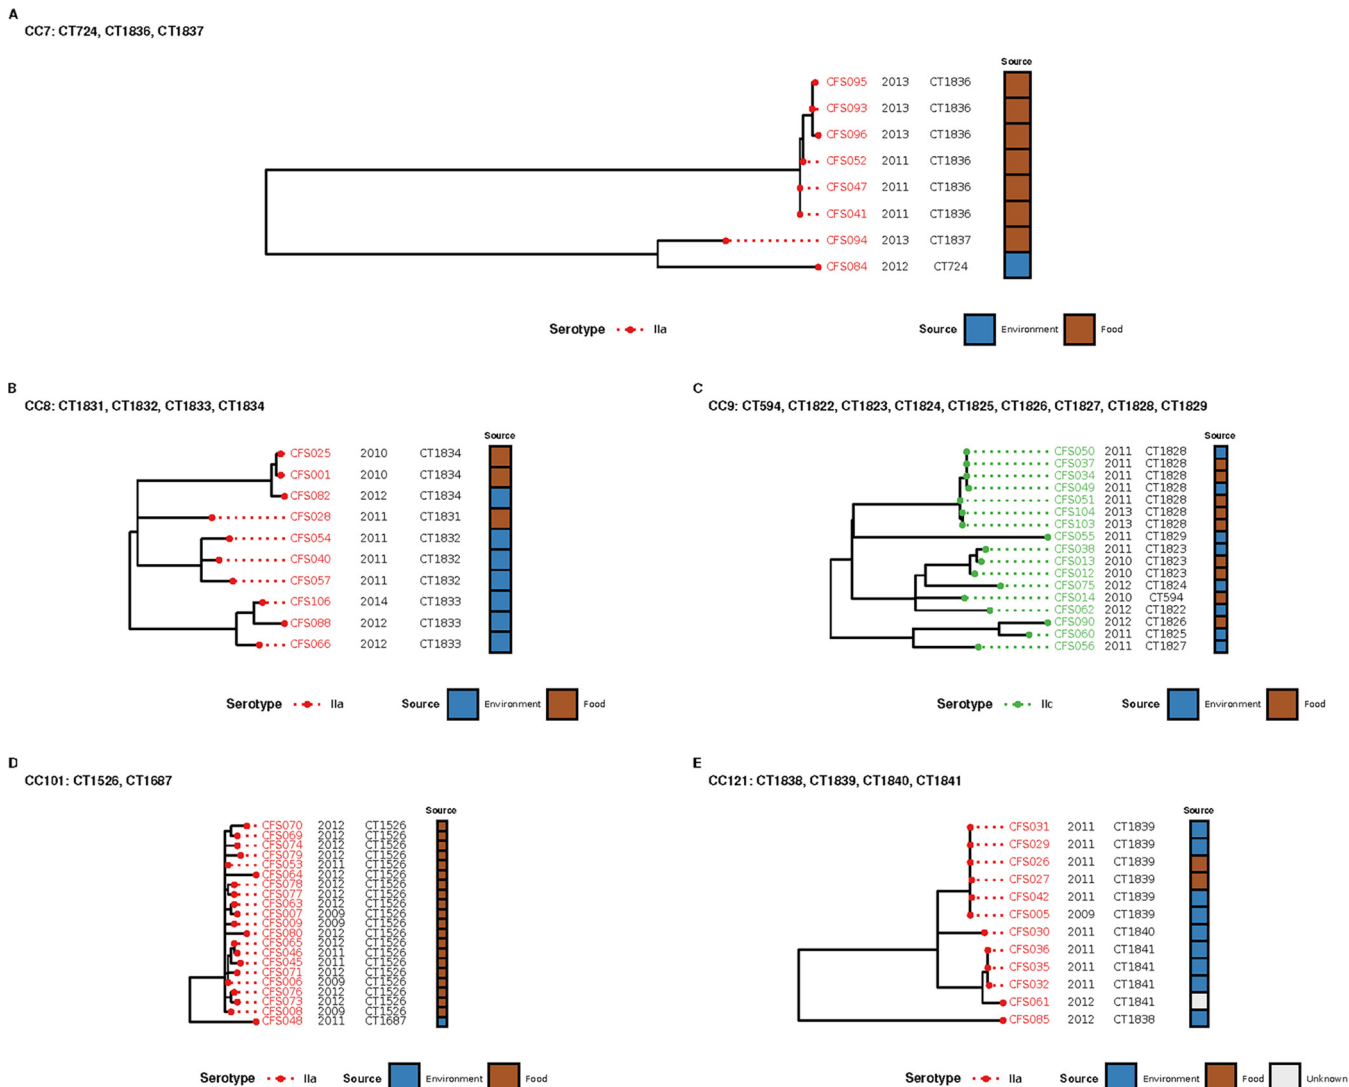 A
CC7: CT724, CT1836, CT1837
Source
CFS095 2013 CT1836
CFS093 2013 CT1836
CFS096 2013 CT1836
CFS052 2011 CT1836
CFS047 2011 CT1836
CFS041 2011 CT1836
CFS094 2013 CT1837
CFS084 2012 CT724
Serotype IIa Source Environment Food
B
CC8: CT1831, CT1832, CT1833, CT1834
Source
CFS025 2010 CT1834
CFS001 2010 CT1834
CFS082 2012 CT1834
CFS028 2011 CT1831
CFS054 2011 CT1832
CFS040 2011 CT1832
CFS057 2011 CT1832
CFS106 2014 CT1833
CFS088 2012 CT1833
CFS066 2012 CT1833
Serotype IIa Source Environment Food
C
CC9: CT594, CT1822, CT1823, CT1824, CT1825, CT1826, CT1827, CT1828, CT1829
Source
CFS050 2011 CT1828
CFS037 2011 CT1828
CFS034 2011 CT1828
CFS049 2011 CT1828
CFS051 2011 CT1828
CFS104 2013 CT1828
CFS103 2013 CT1828
CFS055 2011 CT1829
CFS038 2011 CT1823
CFS013 2010 CT1823
CFS012 2010 CT1823
CFS075 2012 CT1824
CFS014 2010 CT594
CFS062 2012 CT1822
CFS090 2012 CT1826
CFS060 2011 CT1825
CFS056 2011 CT1827
Serotype IIc Source Environment Food
D
CC101: CT1526, CT1687
Source
CFS070 2012 CT1526
CFS069 2012 CT1526
CFS074 2012 CT1526
CFS079 2012 CT1526
CFS053 2011 CT1526
CFS064 2012 CT1526
CFS078 2012 CT1526
CFS077 2012 CT1526
CFS063 2012 CT1526
CFS007 2009 CT1526
CFS009 2009 CT1526
CFS080 2012 CT1526
CFS065 2012 CT1526
CFS046 2011 CT1526
CFS045 2011 CT1526
CFS071 2012 CT1526
CFS006 2009 CT1526
CFS076 2012 CT1526
CFS073 2012 CT1526
CFS008 2009 CT1526
CFS048 2011 CT1687
Serotype IIa Source Environment Food
E
CC121: CT1838, CT1839, CT1840, CT1841
Source
CFS031 2011 CT1839
CFS029 2011 CT1839
CFS026 2011 CT1839
CFS027 2011 CT1839
CFS042 2011 CT1839
CFS005 2009 CT1839
CFS030 2011 CT1840
CFS036 2011 CT1841
CFS035 2011 CT1841
CFS032 2011 CT1841
CFS061 2012 CT1841
CFS085 2012 CT1838
Serotype IIa Source Environment Food Unknown